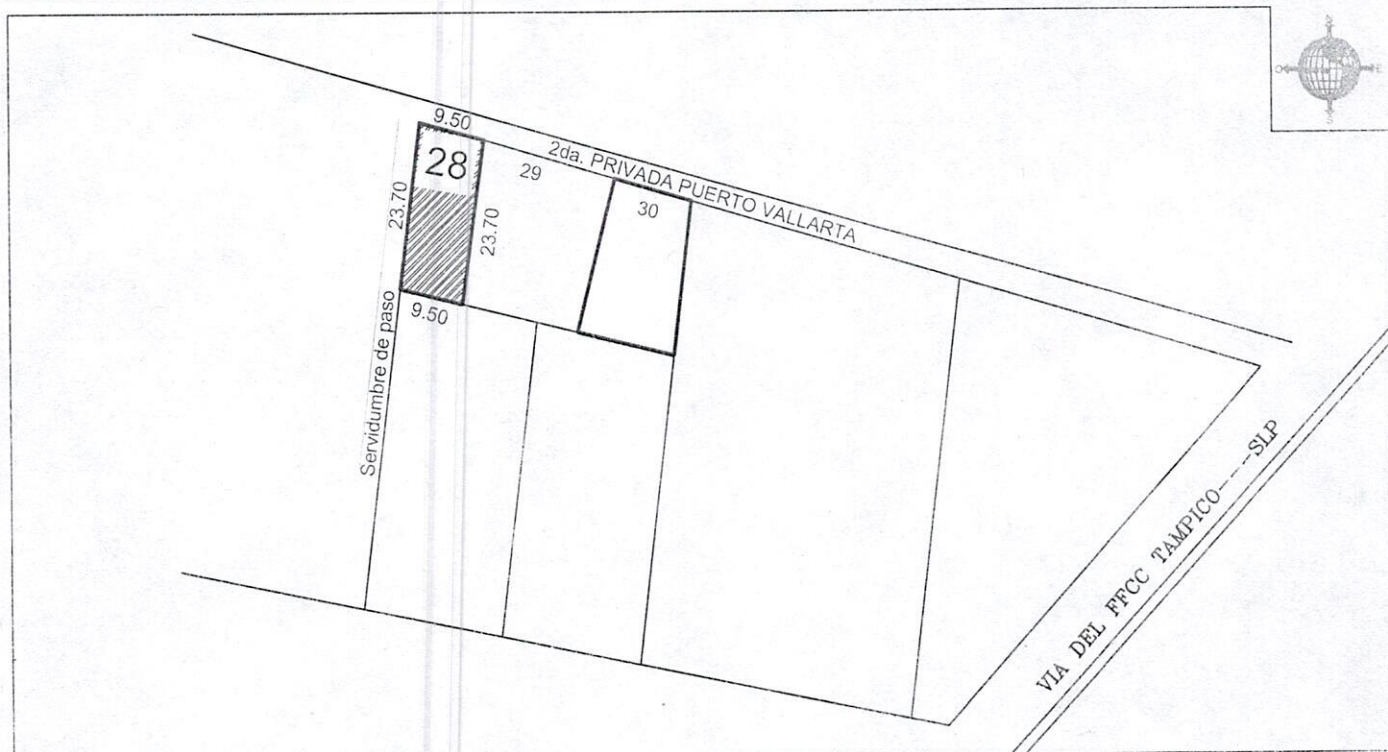 N
O
E
S
9.50
28
29
2da. PRIVADA PUERTO VALLARTA
30
23.70
23.70
9.50
Servidumbre de paso
VIA DEL FFCC TAMPICO-----SLP